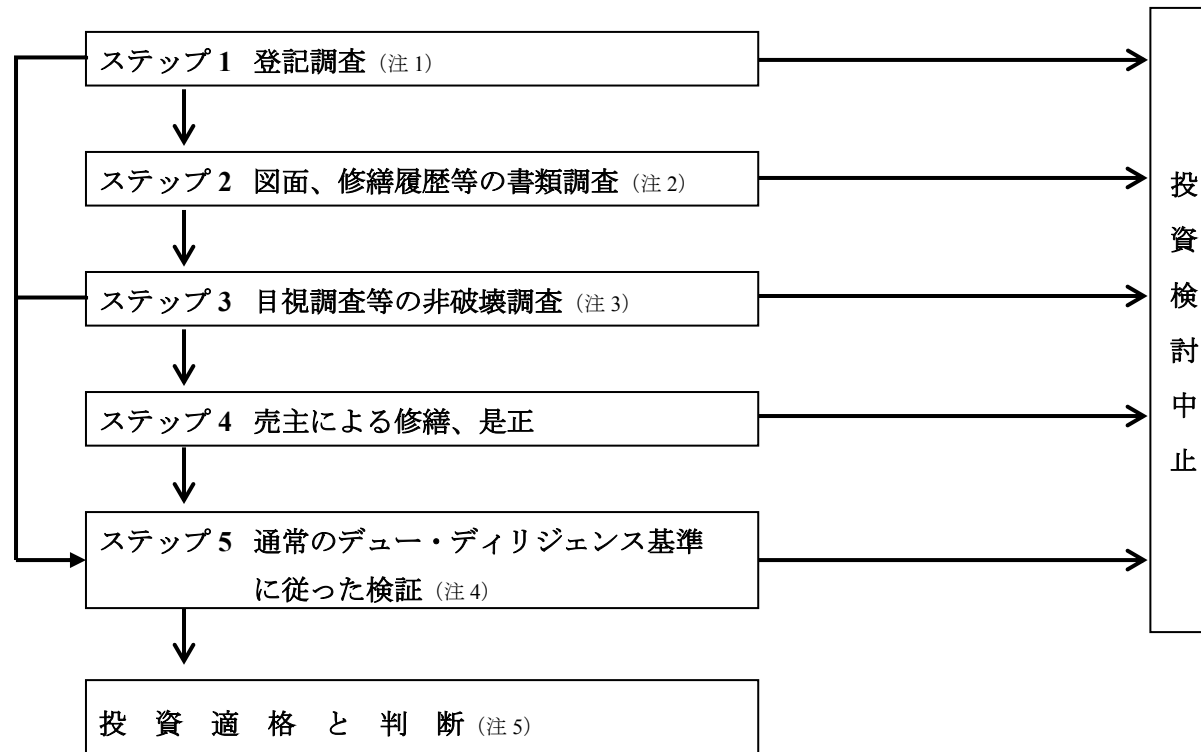 ステップ 1 登記調査（注 1）
ステップ 2 図面、修繕履歴等の書類調査（注 2）
ステップ 3 目視調査等の非破壊調査（注 3）
ステップ 4 売主による修繕、是正
ステップ 5 通常のデュー・ディリジェンス基準
に従った検証（注 4）
投 資 適 格 と 判 断（注 5）
投資検討中止